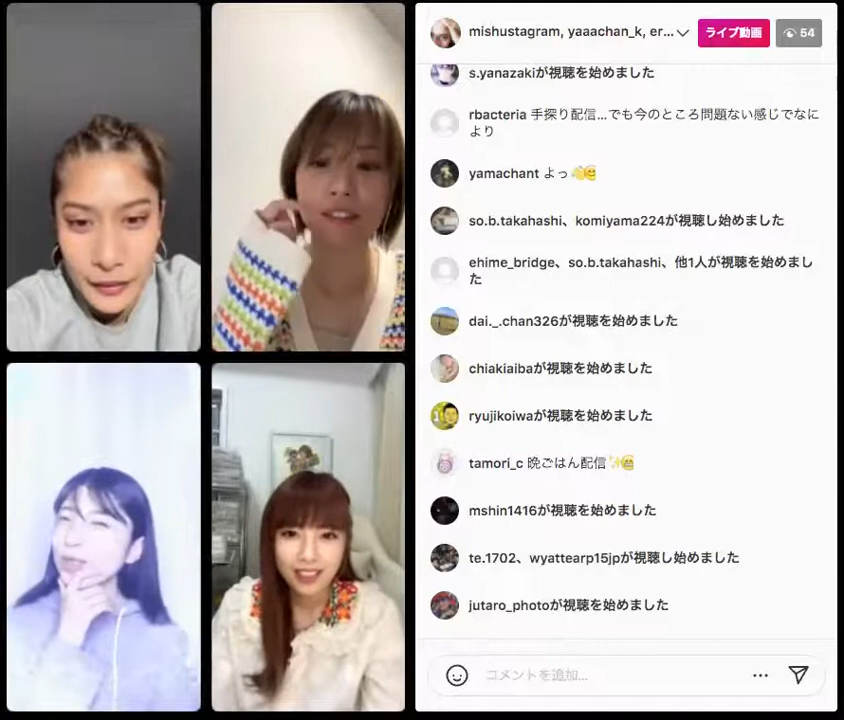 mishustagram, yaaachan_k, er...
ライブ動画
54
s.yanazakiが視聴を始めました
rbacteria 手探り配信...でも今のところ問題ない感じでなに
より
yamachant よっ👋😊
so.b.takahashi、komiyama224が視聴し始めました
ehime_bridge、so.b.takahashi、他1人が視聴を始めまし
た
dai._.chan326が視聴を始めました
chiakiaibaが視聴を始めました
ryujikoiwaが視聴を始めました
tamori_c 晩ごはん配信✨😁
mshin1416が視聴を始めました
te.1702、wyattearp15jpが視聴し始めました
jutaro_photoが視聴を始めました
コメントを追加...